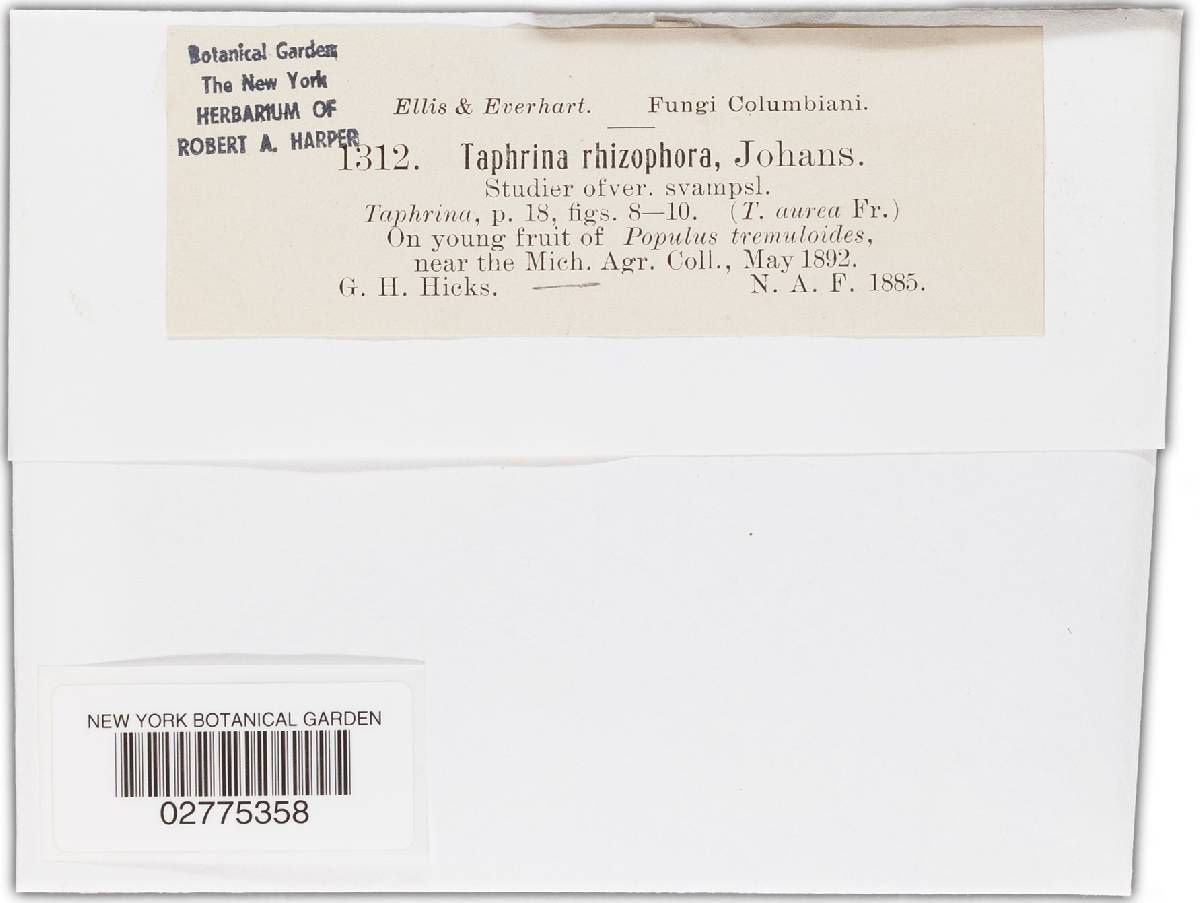 Botanical Garden
The New York
HERBARIUM OF
ROBERT A. HARPER
Ellis & Everhart. Fungi Columbiani.
1312. Taphrina rhizophora, Johans.
Studier ofver. svampsl.
Taphrina, p. 18, figs. 8—10. (T. aurea Fr.)
On young fruit of Populus tremuloides,
near the Mich. Agr. Coll., May 1892.
G. H. Hicks. N. A. F. 1885.
NEW YORK BOTANICAL GARDEN
02775358